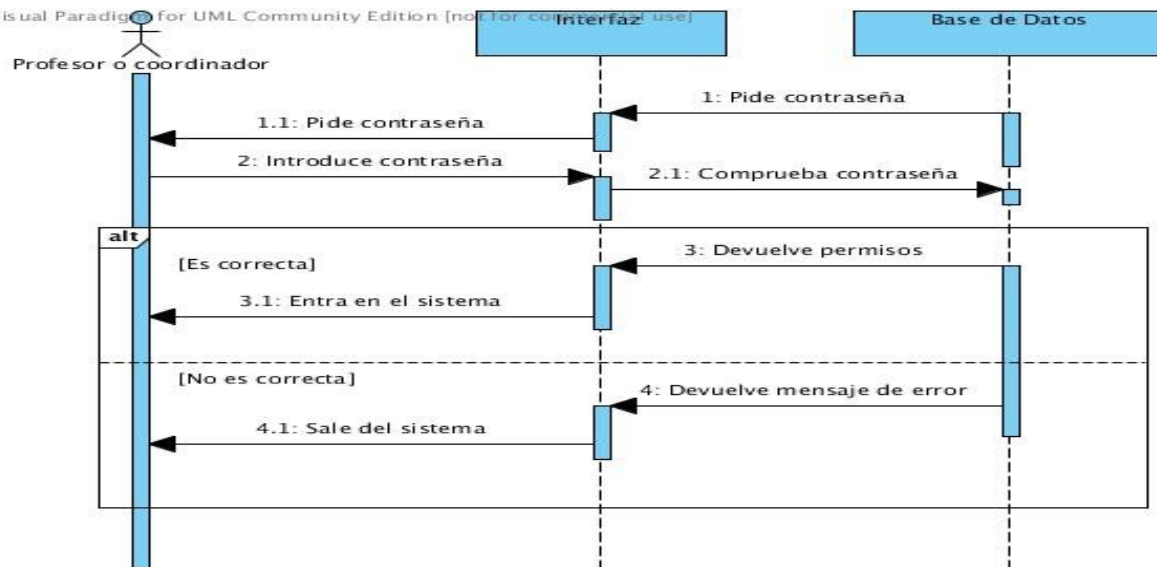 isual Paradigm for UML Community Edition [not for commercial use]
Interfaz
Base de Datos
Profesor o coordinador
1: Pide contraseña
1.1: Pide contraseña
2: Introduce contraseña
2.1: Comprueba contraseña
alt
3: Devuelve permisos
[Es correcta]
3.1: Entra en el sistema
[No es correcta]
4: Devuelve mensaje de error
4.1: Sale del sistema